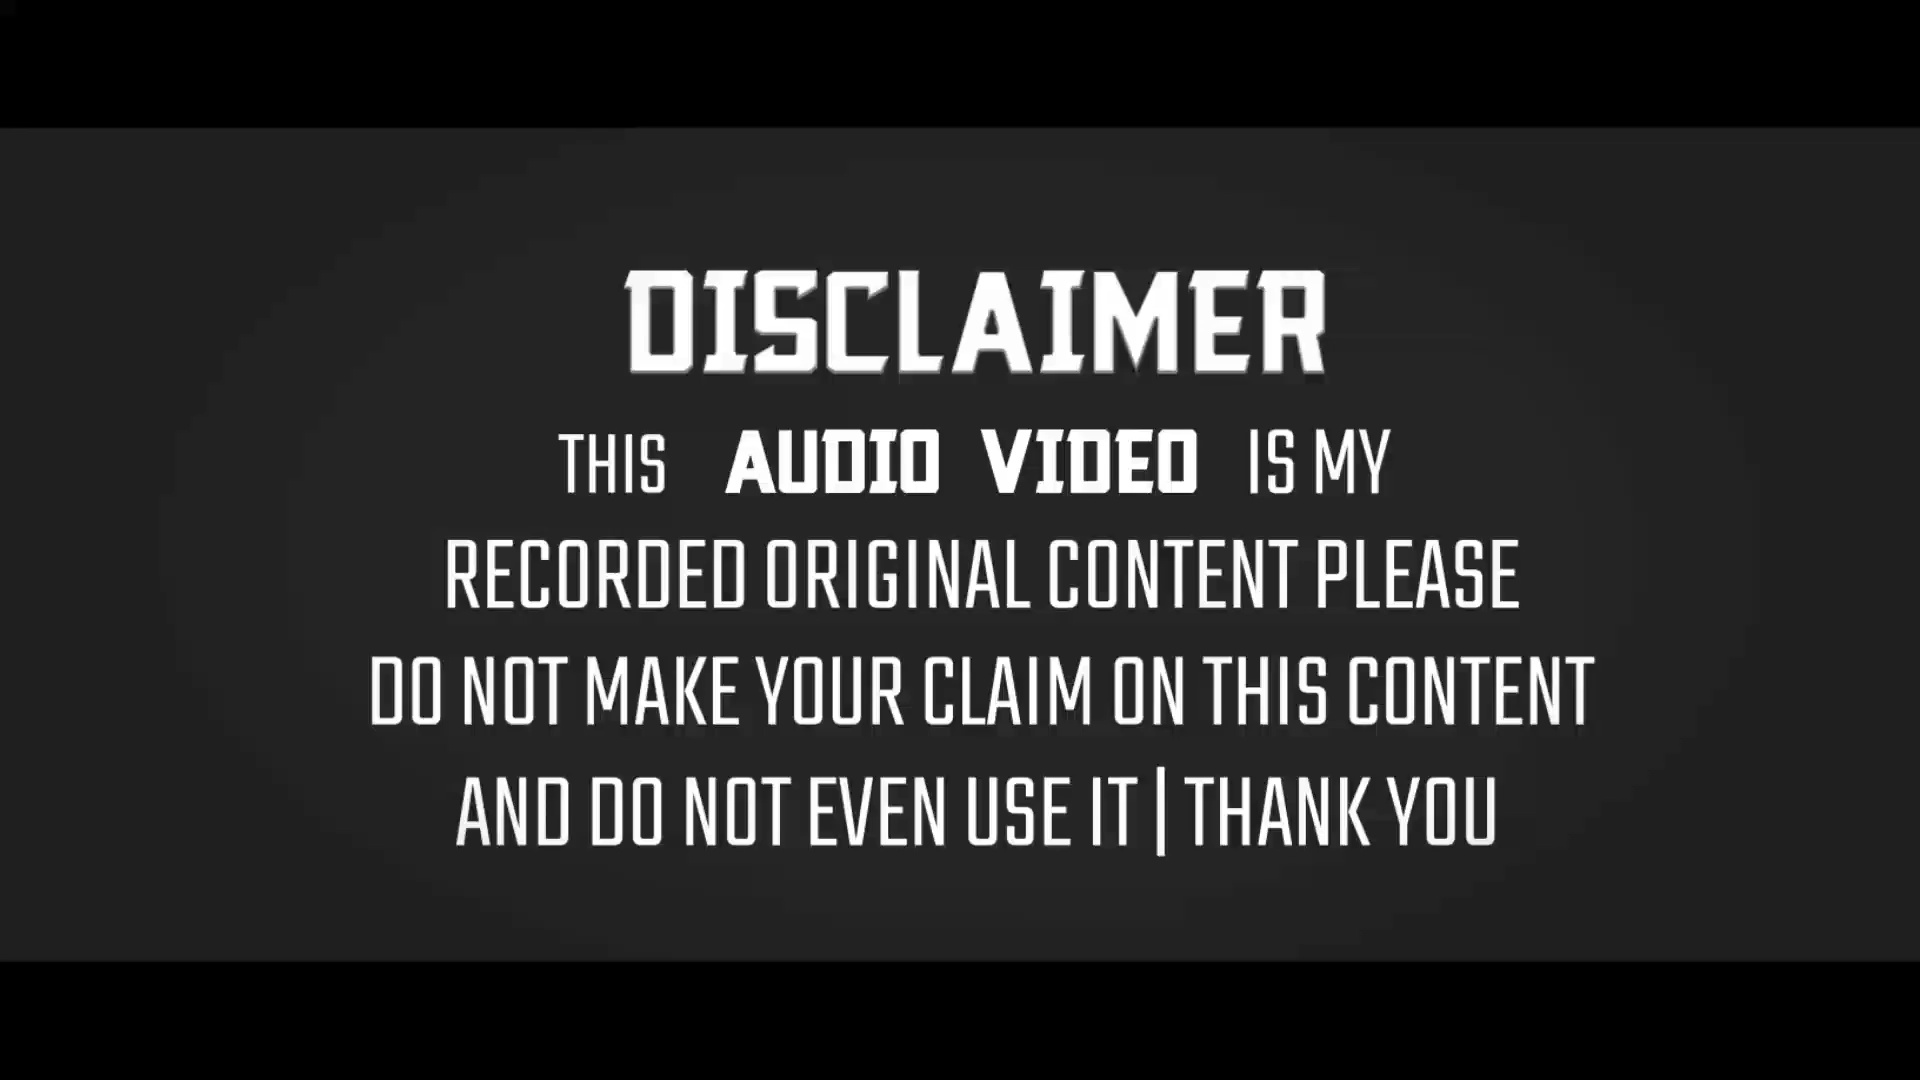 DISCLAIMER
THIS AUDIO VIDEO IS MY
RECORDED ORIGINAL CONTENT PLEASE
DO NOT MAKE YOUR CLAIM ON THIS CONTENT
AND DO NOT EVEN USE IT | THANK YOU